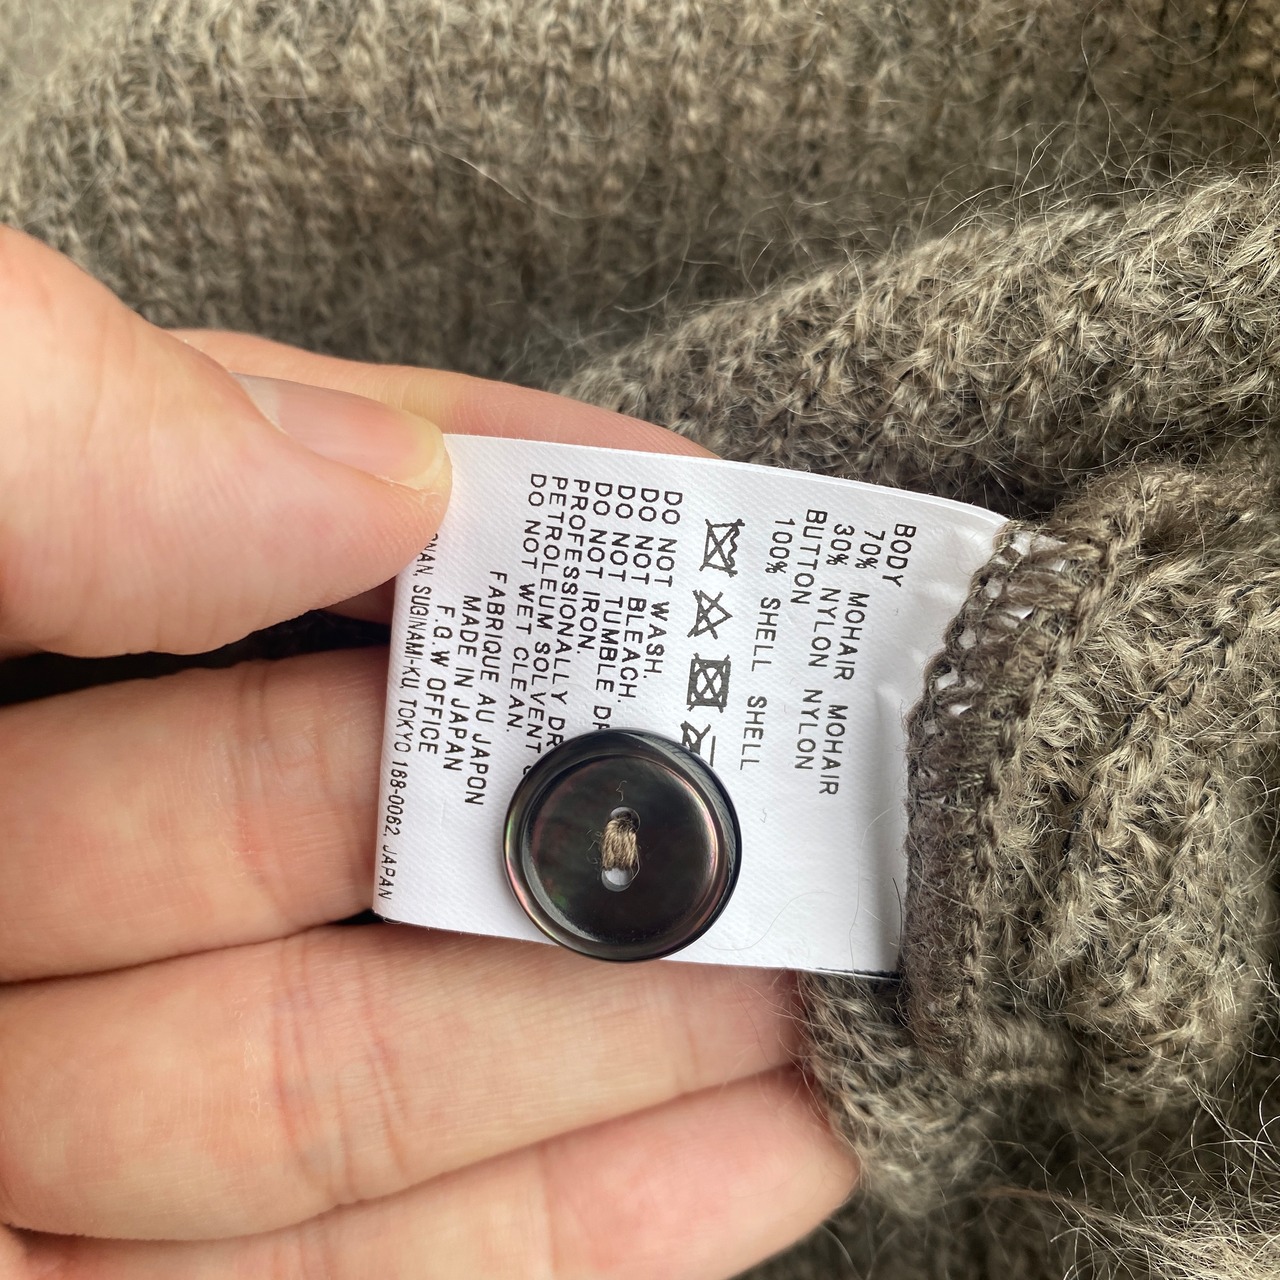 BODY
70% MOHAIR MOHAIR
30% NYLON NYLON
BUTTON
100% SHELL SHELL
DO NOT WASH.
DO NOT BLEACH.
DO NOT TUMBLE
DO NOT IRON.
PROFESSIONALLY
PETROLEUM SOLVENT
DO NOT WET CLEAN.
FABRIQUE AU JAPON
MADE IN JAPAN
F.G.W OFFICE
SUGINAMI-KU, TOKYO 168-0062, JAPAN